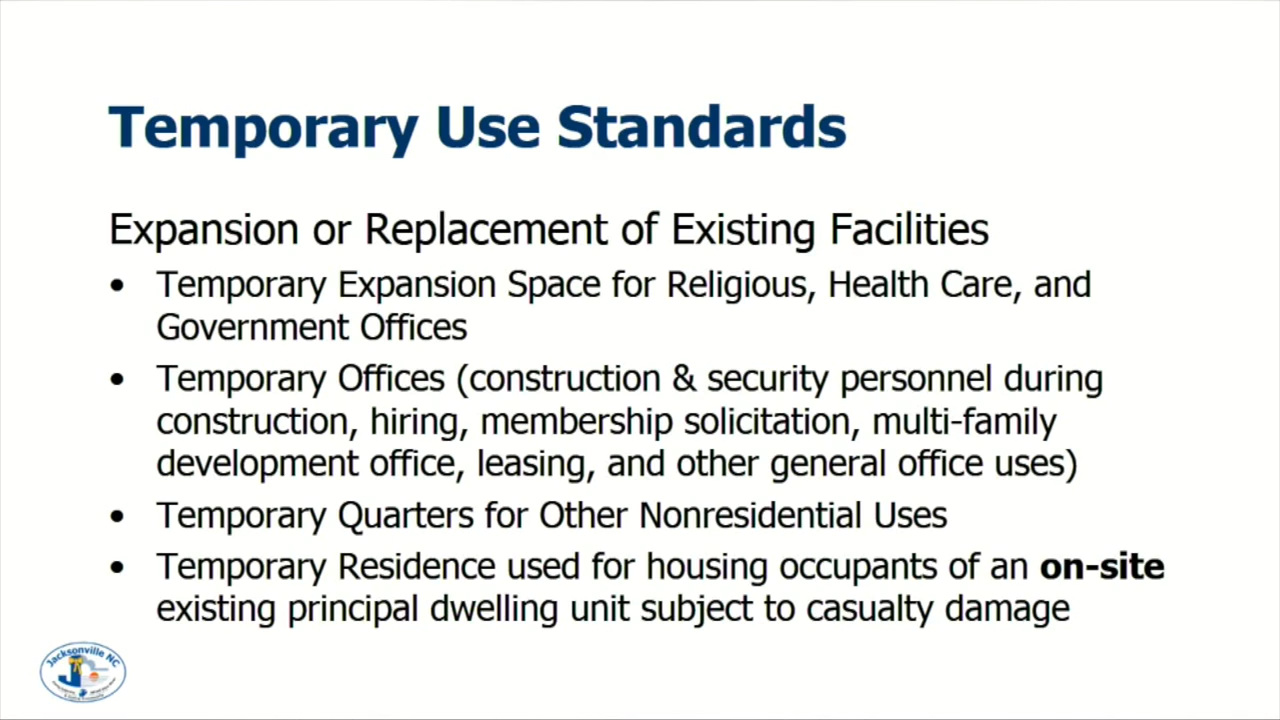 Temporary Use Standards
Expansion or Replacement of Existing Facilities
• Temporary Expansion Space for Religious, Health Care, and
Government Offices
• Temporary Offices (construction & security personnel during
construction, hiring, membership solicitation, multi-family
development office, leasing, and other general office uses)
• Temporary Quarters for Other Nonresidential Uses
• Temporary Residence used for housing occupants of an on-site
existing principal dwelling unit subject to casualty damage
Jacksonville NC